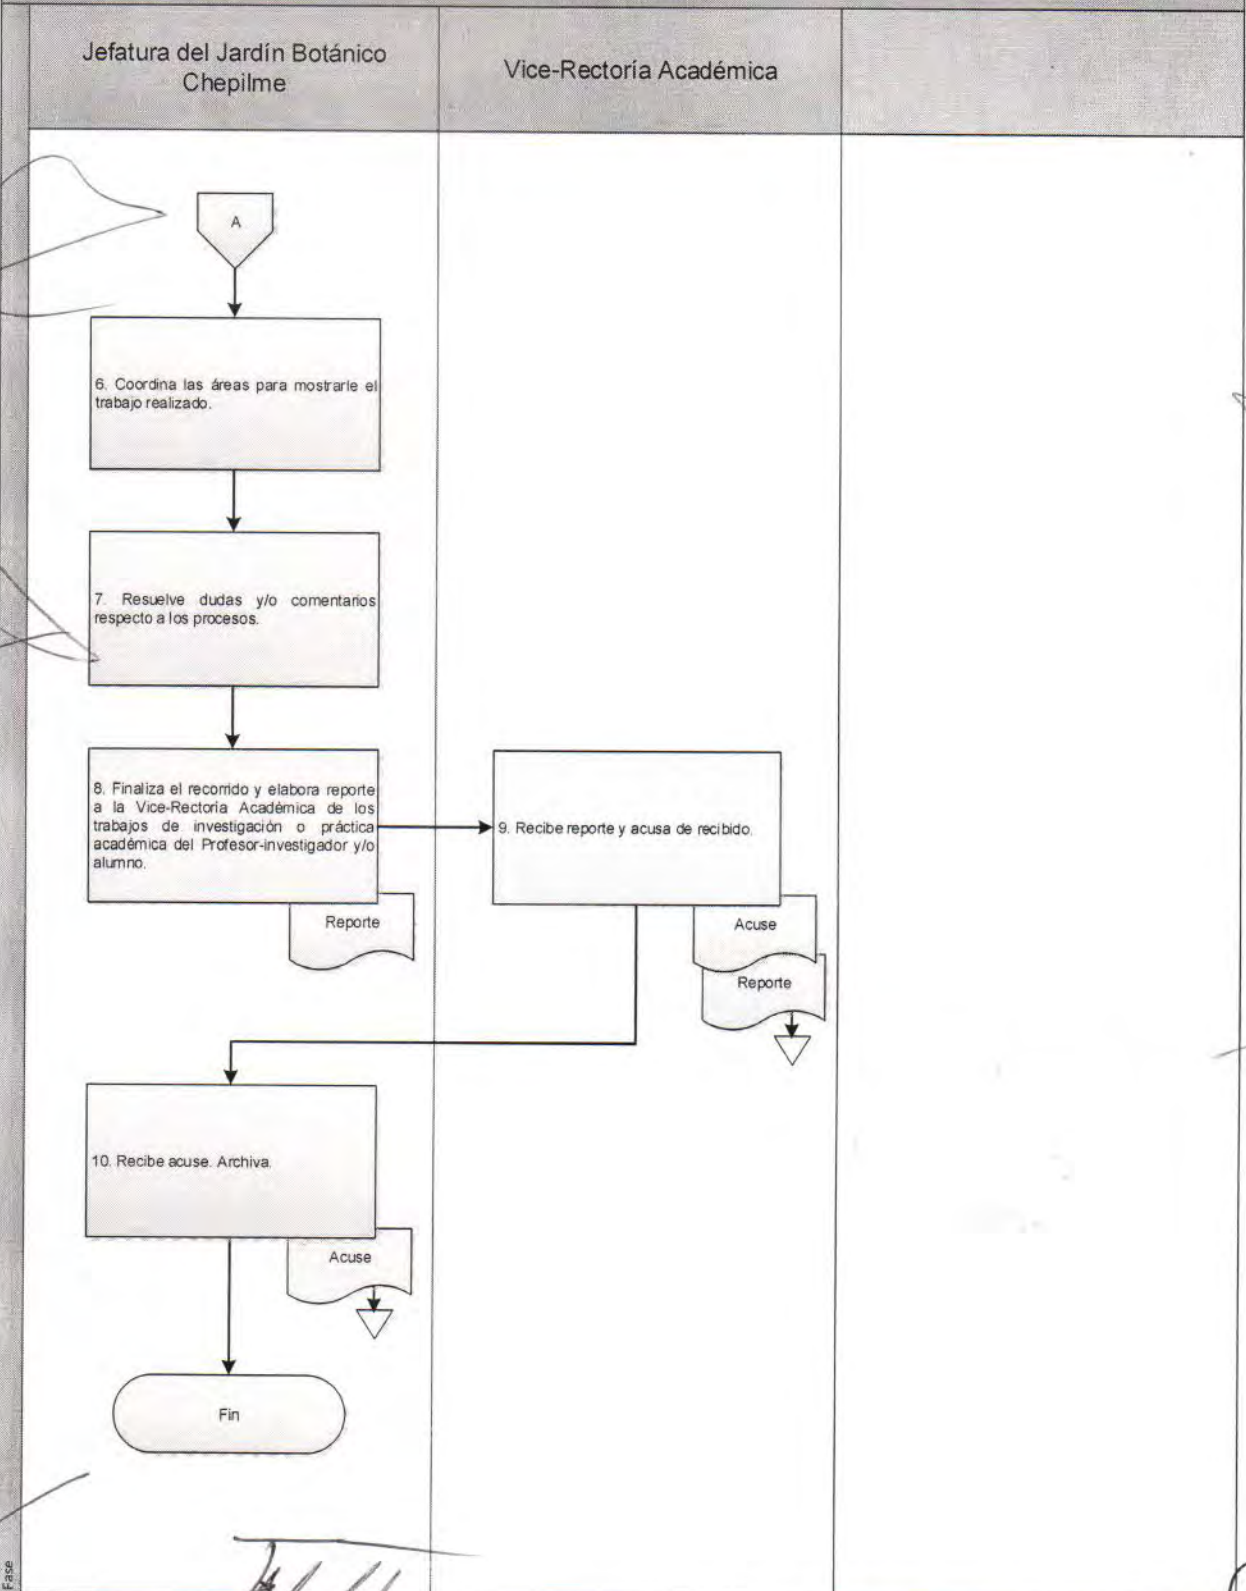 Jefatura del Jardín Botánico
Chepilme
Vice-Rectoría Académica
A
6. Coordina las áreas para mostrarle el
trabajo realizado.
7. Resuelve dudas y/o comentarios
respecto a los procesos.
8. Finaliza el recorrido y elabora reporte
a la Vice-Rectoría Académica de los
trabajos de investigación o práctica
académica del Profesor-investigador y/o
alumno.
Reporte
9. Recibe reporte y acusa de recibido.
Acuse
Reporte
10. Recibe acuse. Archiva.
Acuse
Fin
Fase